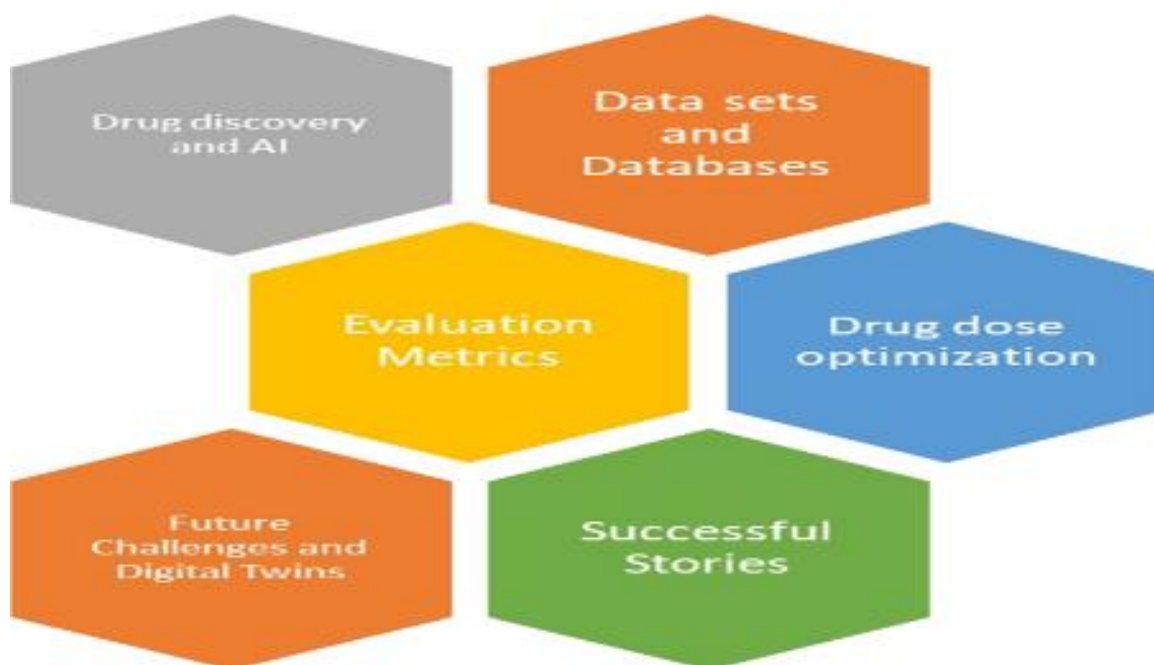 Drug discovery
and AI
Data sets
and
Databases
Evaluation
Metrics
Drug dose
optimization
Future
Challenges and
Digital Twins
Successful
Stories